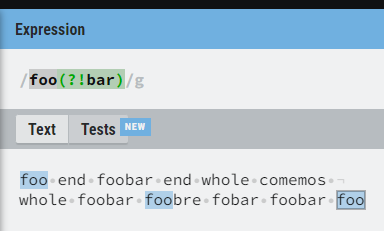 Expression
/foo(?!bar)/g
Text Tests NEW
foo·end·foobar·end·whole·comemos·¬
whole·foobar·foobre·fobar·foobar·foo